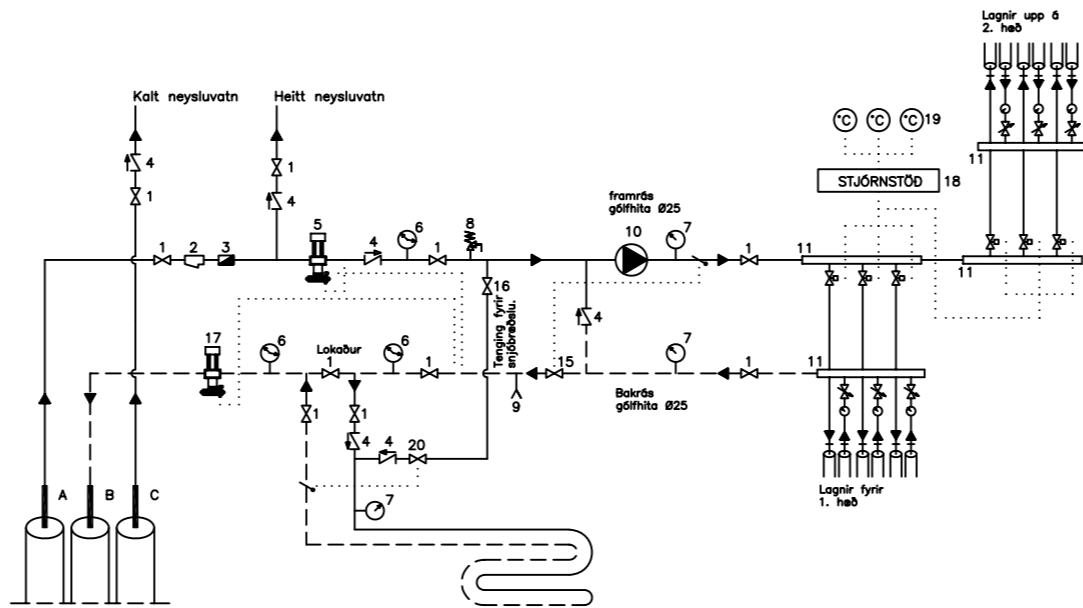 Lagnir upp á
2. hæð
Kalt neysluvatn
Heitt neysluvatn
°C
°C
°C
19
4
1
1
4
11
STJÓRNSTÖÐ
18
framrás
gólfhita Ø25
1
2
3
5
4
6
1
8
10
7
1
11
11
16
4
Tenging fyrir
snjóbræðslu.
17
6
Lokaður
1
6
1
9
15
7
1
11
Bakrás
gólfhita Ø25
1
1
4
4
20
7
Lagnir fyrir
1. hæð
A
B
C